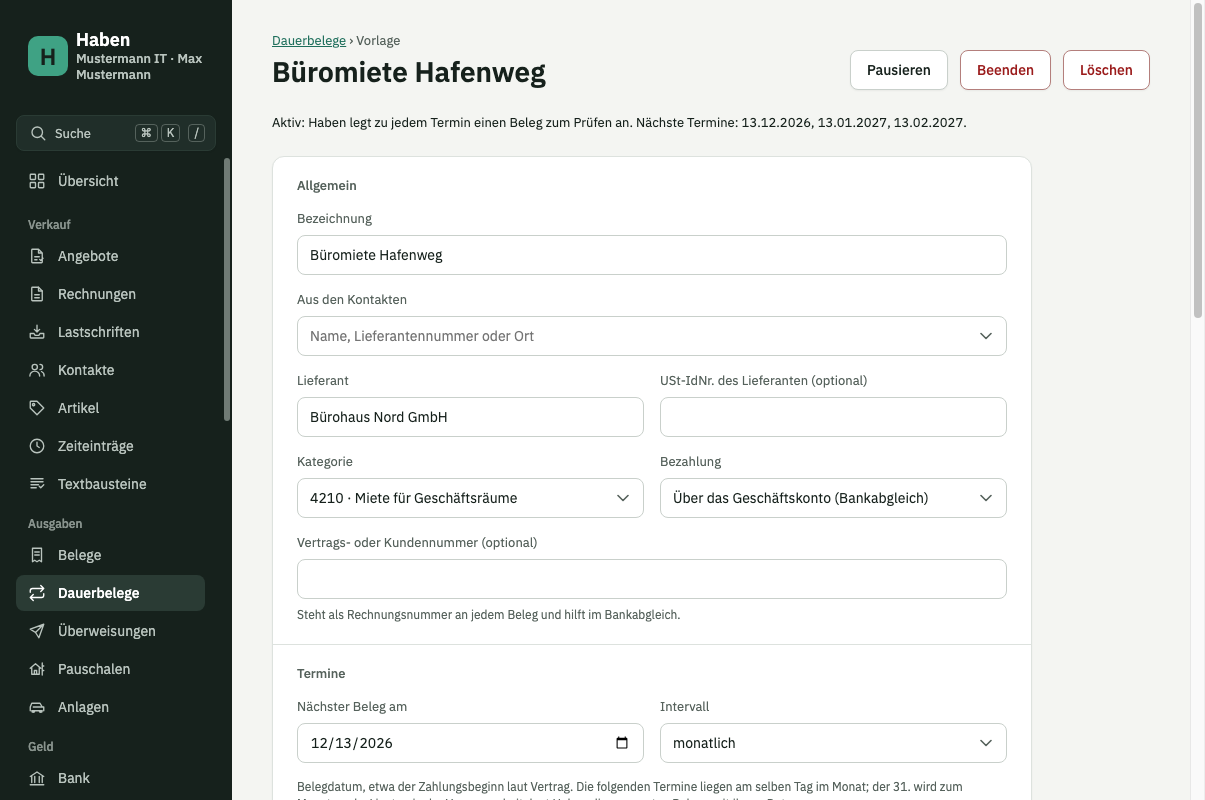 H
Haben
Mustermann IT · Max
Mustermann
Suche
⌘ K /
Übersicht
Verkauf
Angebote
Rechnungen
Lastschriften
Kontakte
Artikel
Zeiteinträge
Textbausteine
Ausgaben
Belege
Dauerbelege
Überweisungen
Pauschalen
Anlagen
Geld
Bank
Dauerbelege › Vorlage
Büromiete Hafenweg
Pausieren
Beenden
Löschen
Aktiv: Haben legt zu jedem Termin einen Beleg zum Prüfen an. Nächste Termine: 13.12.2026, 13.01.2027, 13.02.2027.
Allgemein
Bezeichnung
Büromiete Hafenweg
Aus den Kontakten
Name, Lieferantennummer oder Ort
Lieferant
USt-IdNr. des Lieferanten (optional)
Bürohaus Nord GmbH
Kategorie
Bezahlung
4210 · Miete für Geschäftsräume
Über das Geschäftskonto (Bankabgleich)
Vertrags- oder Kundennummer (optional)
Steht als Rechnungsnummer an jedem Beleg und hilft im Bankabgleich.
Termine
Nächster Beleg am
Intervall
12/13/2026
monatlich
Belegdatum, etwa der Zahlungsbeginn laut Vertrag. Die folgenden Termine liegen am selben Tag im Monat; der 31. wird zum